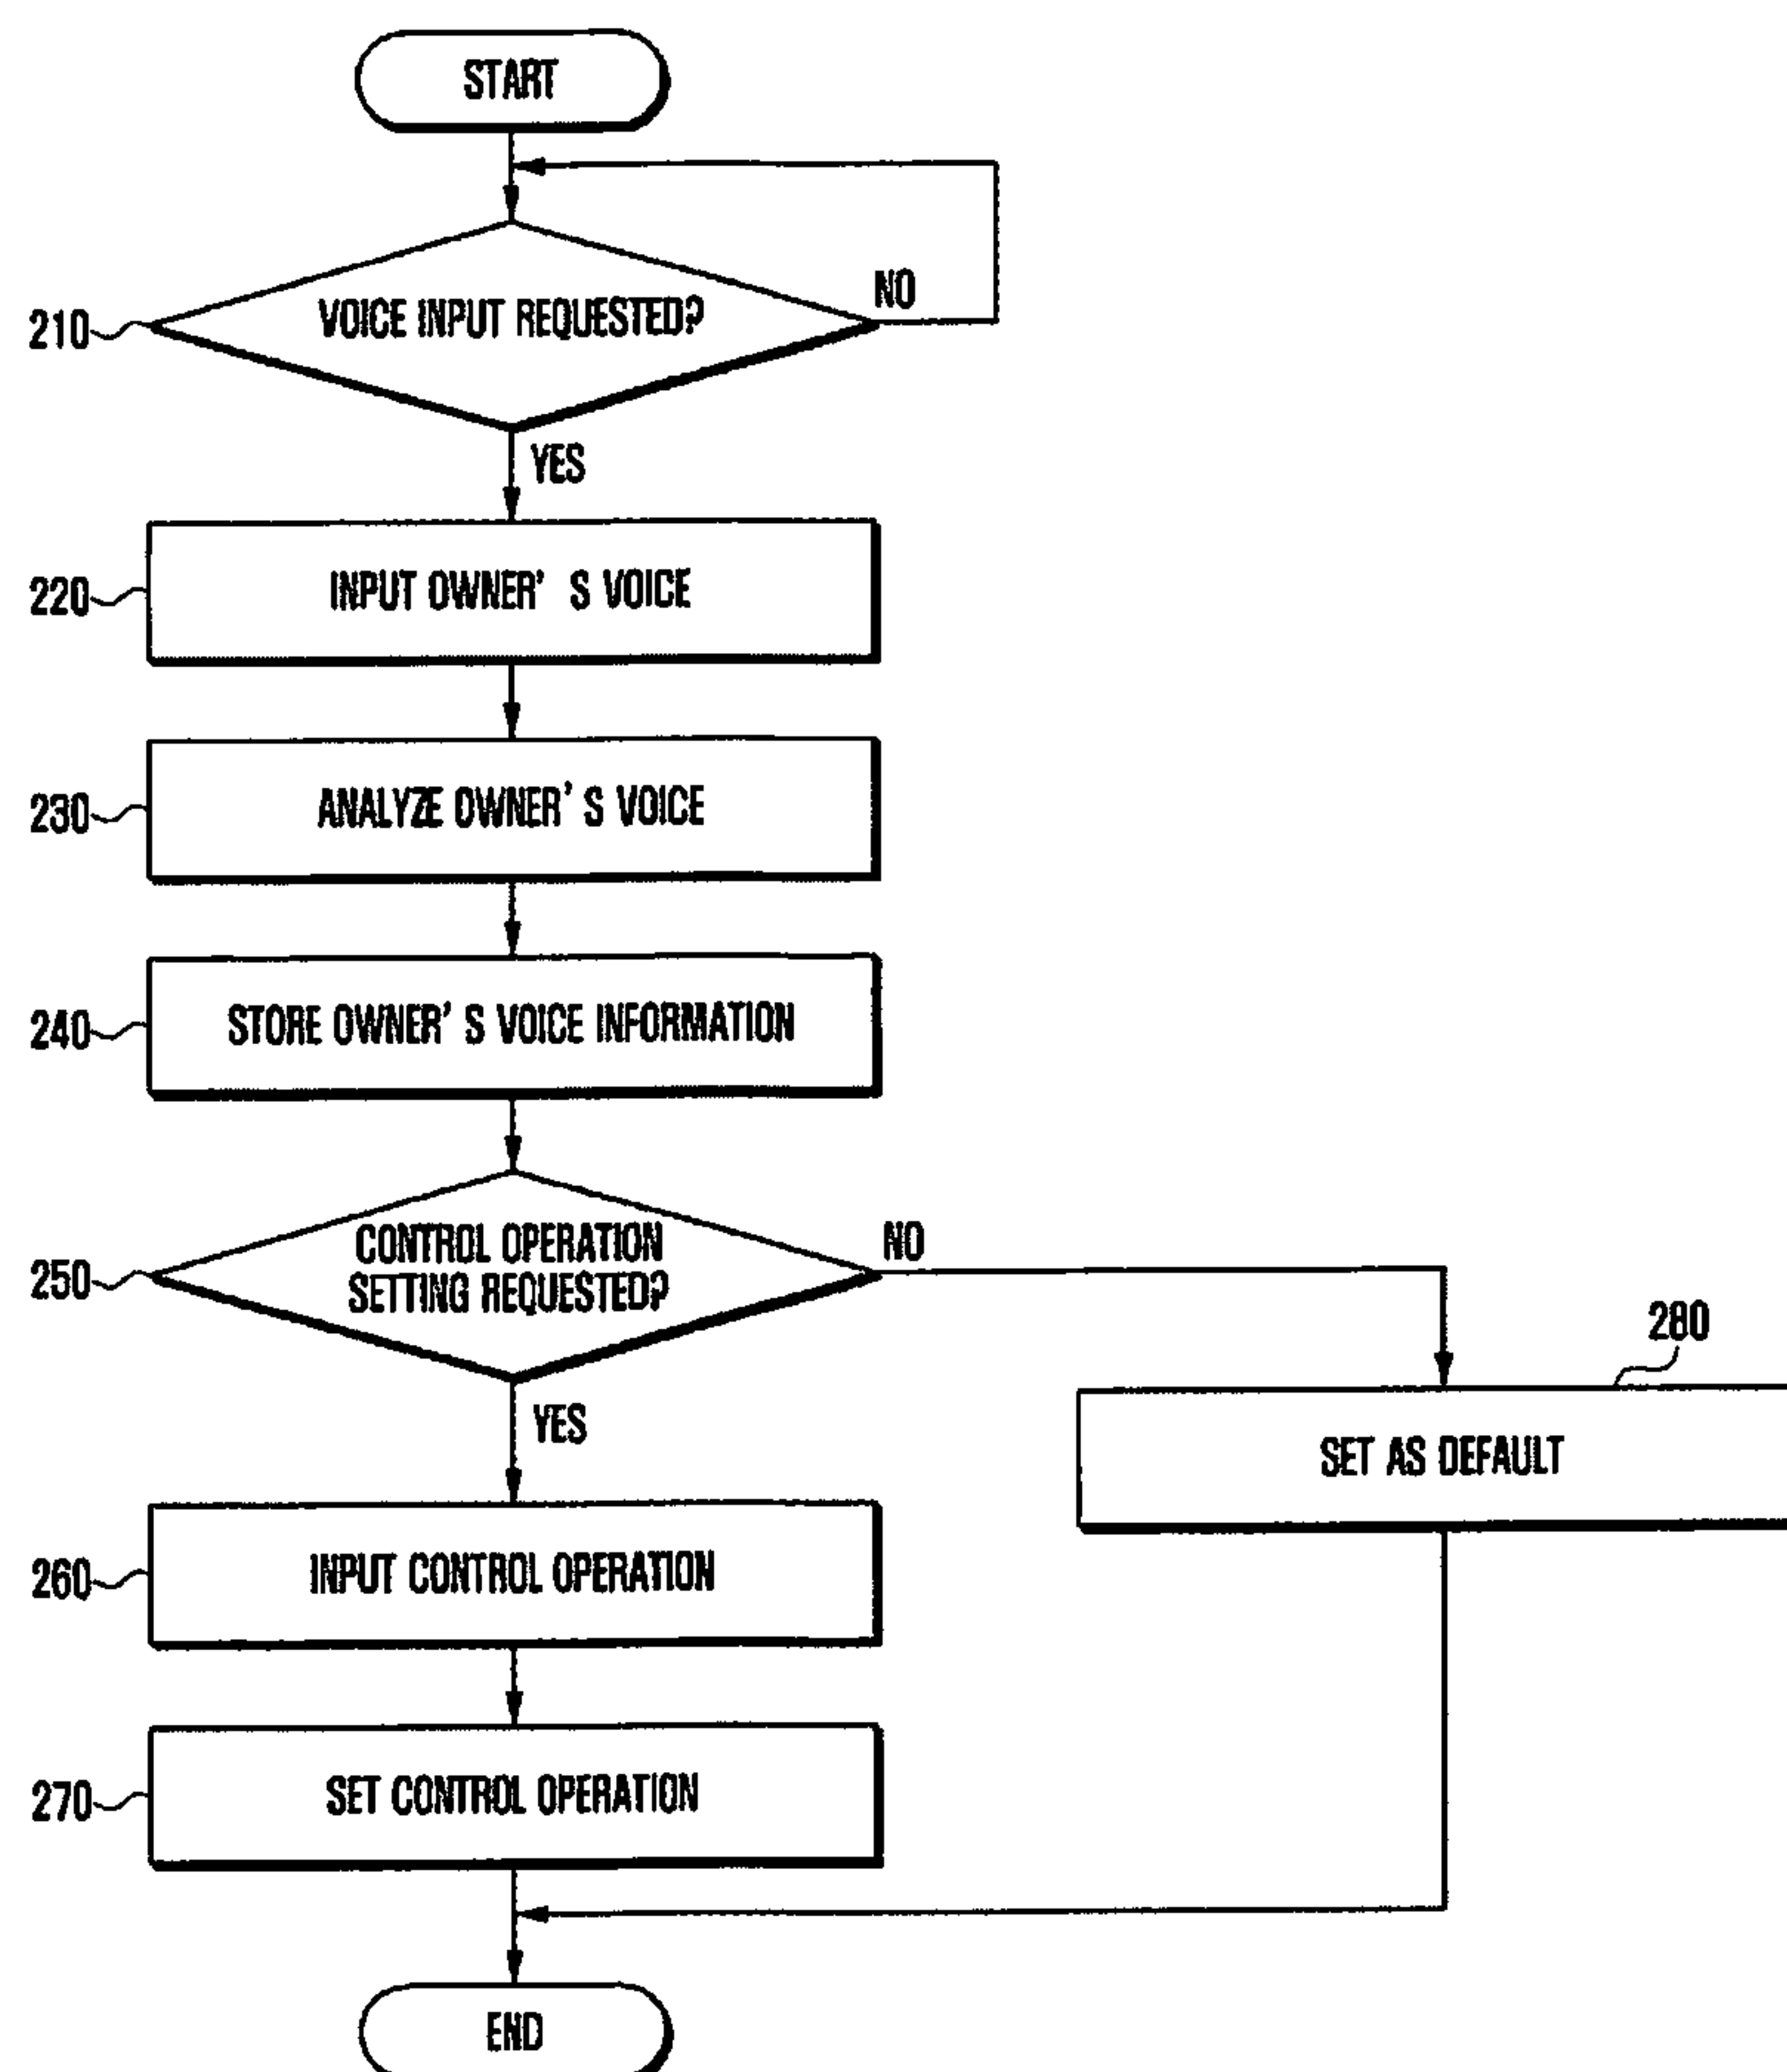 START
NO
210
VOICE INPUT REQUESTED?
YES
220
INPUT OWNER' S VOICE
230
ANALYZE OWNER' S VOICE
240
STORE OWNER' S VOICE INFORMATION
250
CONTROL OPERATION
SETTING REQUESTED?
NO
280
YES
SET AS DEFAULT
260
INPUT CONTROL OPERATION
270
SET CONTROL OPERATION
END